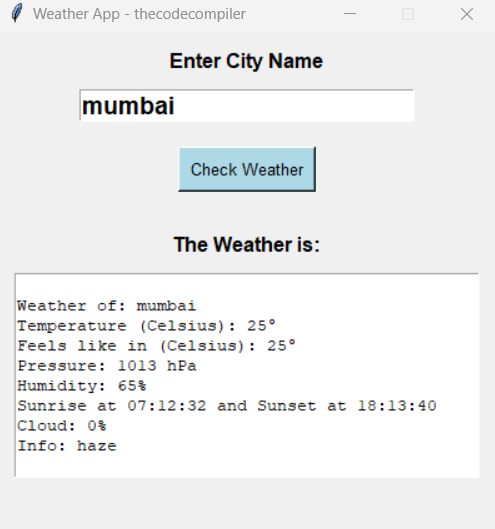 Weather App - thecodecompiler
Enter City Name
mumbai
Check Weather
The Weather is:
Weather of: mumbai
Temperature (Celsius): 25°
Feels like in (Celsius): 25°
Pressure: 1013 hPa
Humidity: 65%
Sunrise at 07:12:32 and Sunset at 18:13:40
Cloud: 0%
Info: haze